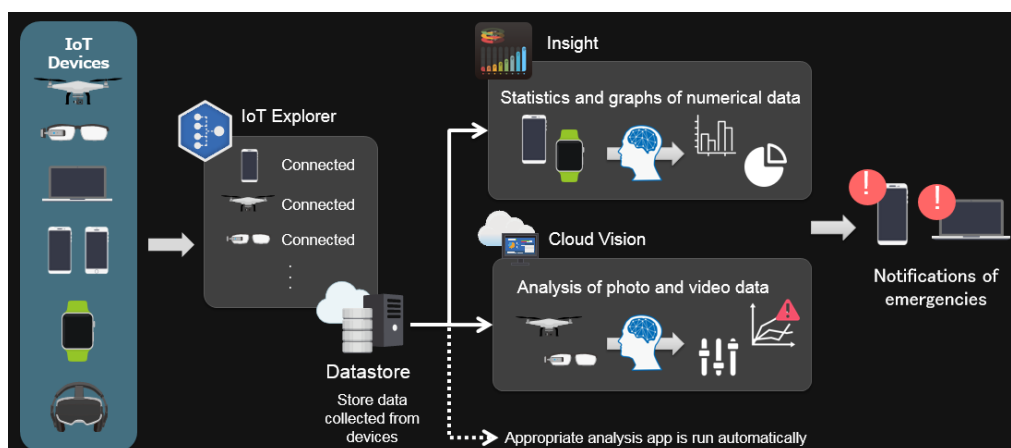 IoT
Devices
IoT Explorer
Connected
Connected
Connected
Datastore
Store data
collected from
devices
Insight
Statistics and graphs of numerical data
Cloud Vision
Analysis of photo and video data
Appropriate analysis app is run automatically
!
!
Notifications of
emergencies